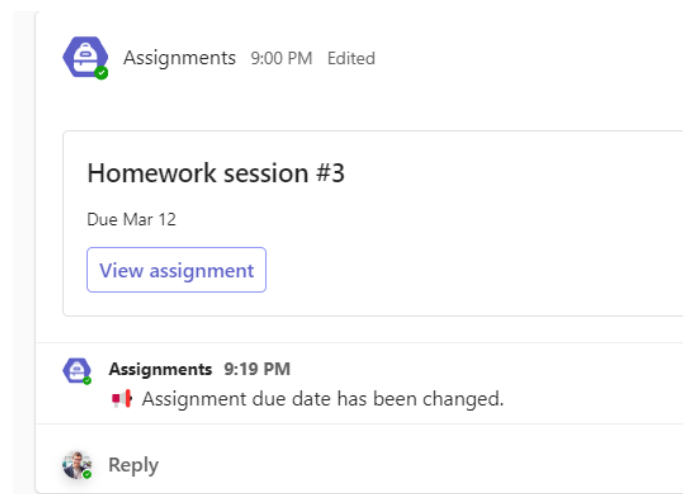 Assignments 9:00 PM Edited
Homework session #3
Due Mar 12
View assignment
Assignments 9:19 PM
Assignment due date has been changed.
Reply